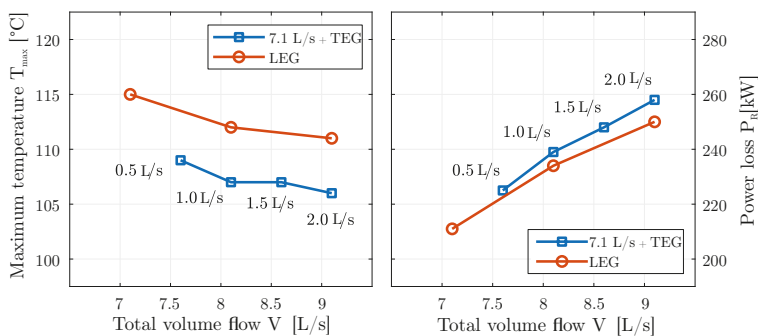 Maximum temperature Tmax [°C]
120
115
110
105
100
7.1 L/s + TEG
LEG
0.5 L/s
1.0 L/s
1.5 L/s
2.0 L/s
7
7.5
8
8.5
9
Total volume flow V [L/s]
2.0 L/s
1.5 L/s
1.0 L/s
0.5 L/s
7.1 L/s + TEG
LEG
280
260
240
220
200
Power loss PR[kW]
7
7.5
8
8.5
9
Total volume flow V [L/s]